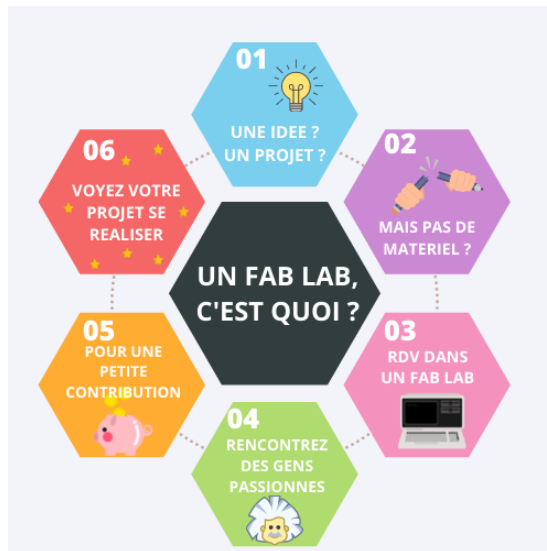 01
UNE IDEE ?
UN PROJET ?
02
MAIS PAS DE
MATERIEL ?
03
RDV DANS
UN FAB LAB
04
RENCONTREZ
DES GENS
PASSIONNES
05
POUR UNE
PETITE
CONTRIBUTION
06
VOYEZ VOTRE
PROJET SE
REALISER
UN FAB LAB,
C'EST QUOI ?